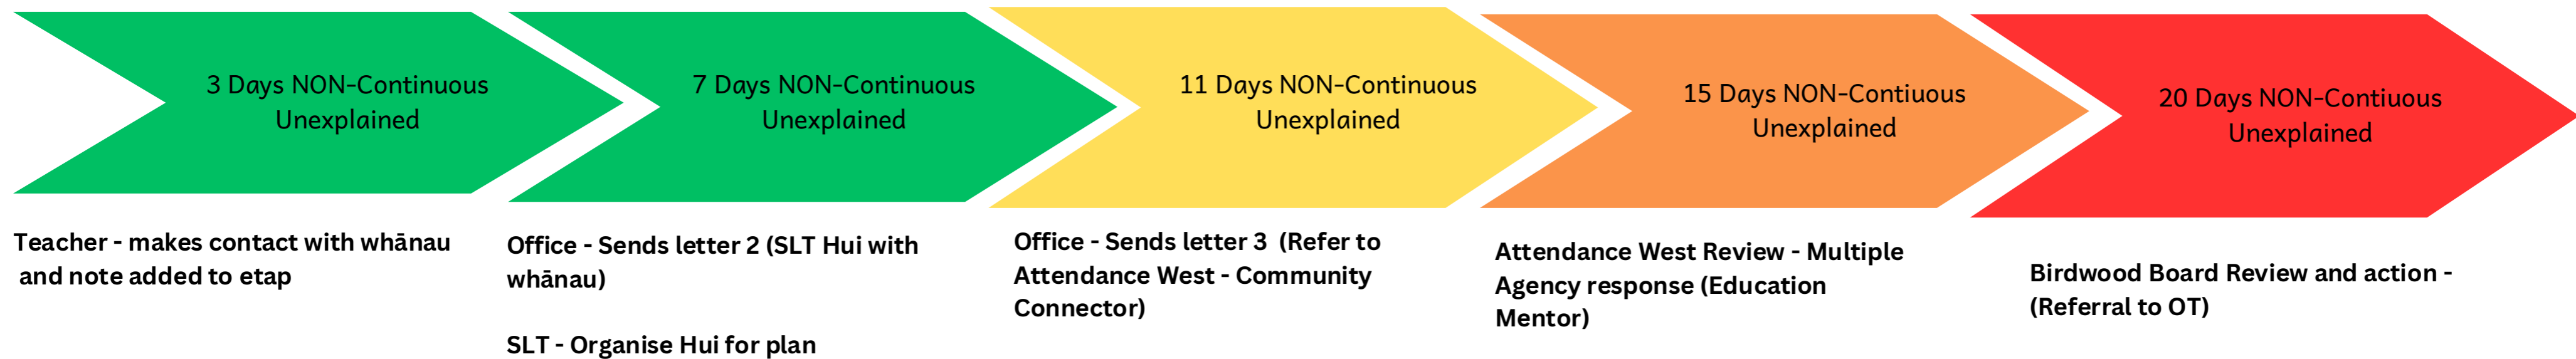 3 Days NON-Continuous
Unexplained
7 Days NON-Continuous
Unexplained
11 Days NON-Continuous
Unexplained
15 Days NON-Contiuous
Unexplained
20 Days NON-Contiuous
Unexplained
Teacher - makes contact with whānau
and note added to etap
Office - Sends letter 2 (SLT Hui with
whānau)
SLT - Organise Hui for plan
Office - Sends letter 3 (Refer to
Attendance West - Community
Connector)
Attendance West Review - Multiple
Agency response (Education
Mentor)
Birdwood Board Review and action -
(Referral to OT)